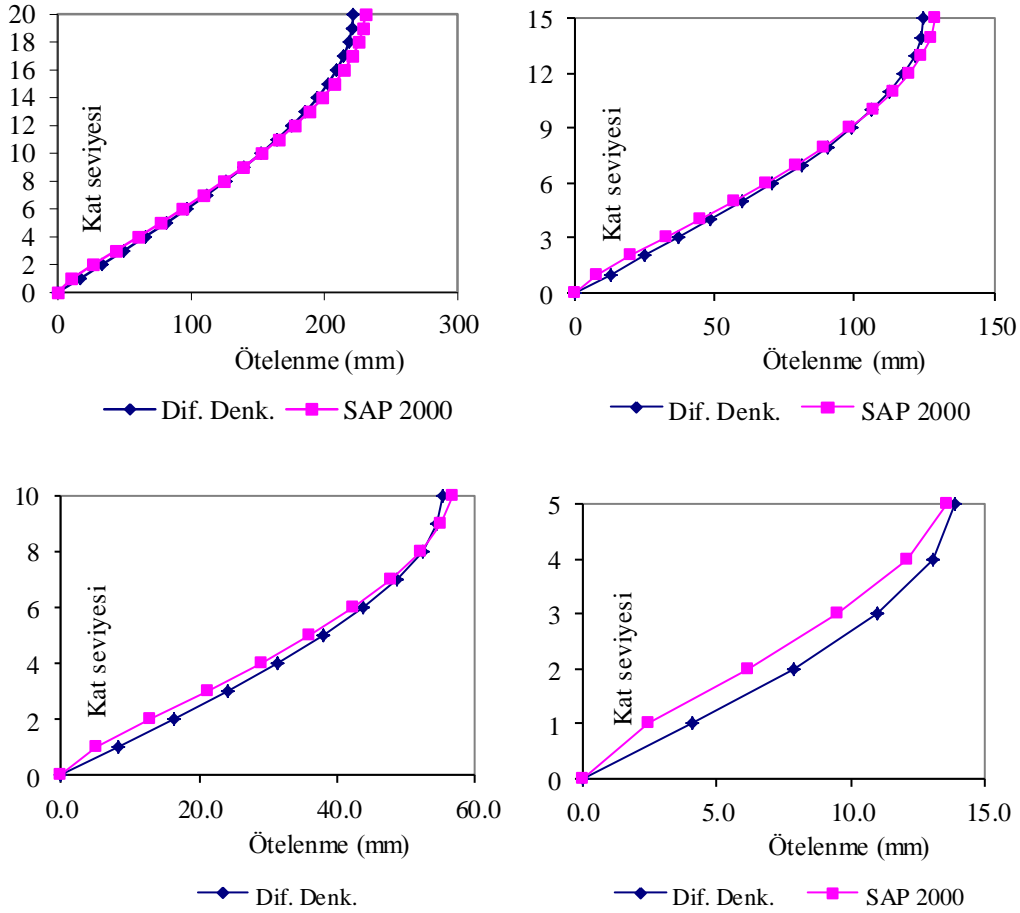 20
18
16
14
12
10
8
6
4
2
0
Kat seviyesi
0 100 200 300
Ötelenme (mm)
Dif. Denk. SAP 2000
15
12
9
6
3
0
Kat seviyesi
0 50 100 150
Ötelenme (mm)
Dif. Denk. SAP 2000
10
8
6
4
2
0
Kat seviyesi
0.0 20.0 40.0 60.0
Ötelenme (mm)
Dif. Denk.
5
4
3
2
1
0
Kat seviyesi
0.0 5.0 10.0 15.0
Ötelenme (mm)
Dif. Denk. SAP 2000